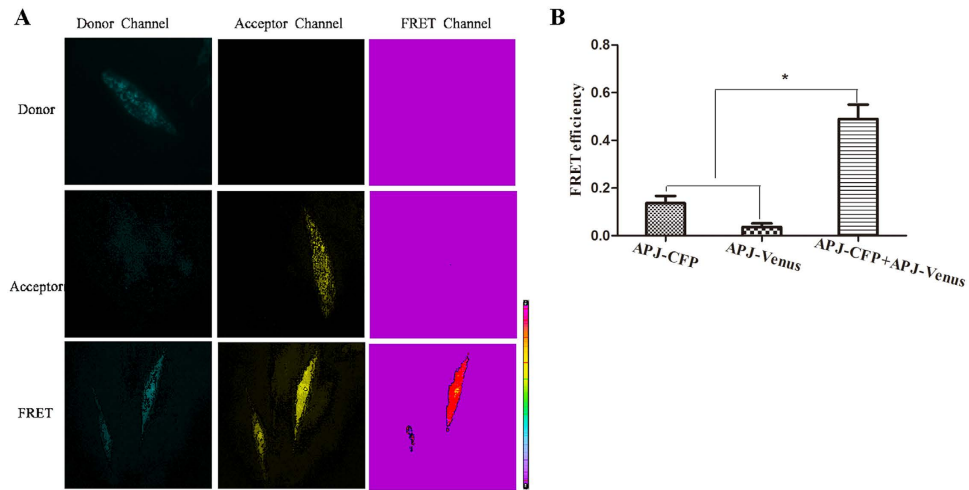 A
Donor Channel
Acceptor Channel
FRET Channel
Donor
Acceptor
FRET
B
FRET efficiency
0.8
0.6
0.4
0.2
0.0
*
APJ-CFP
APJ-Venus
APJ-CFP+APJ-Venus